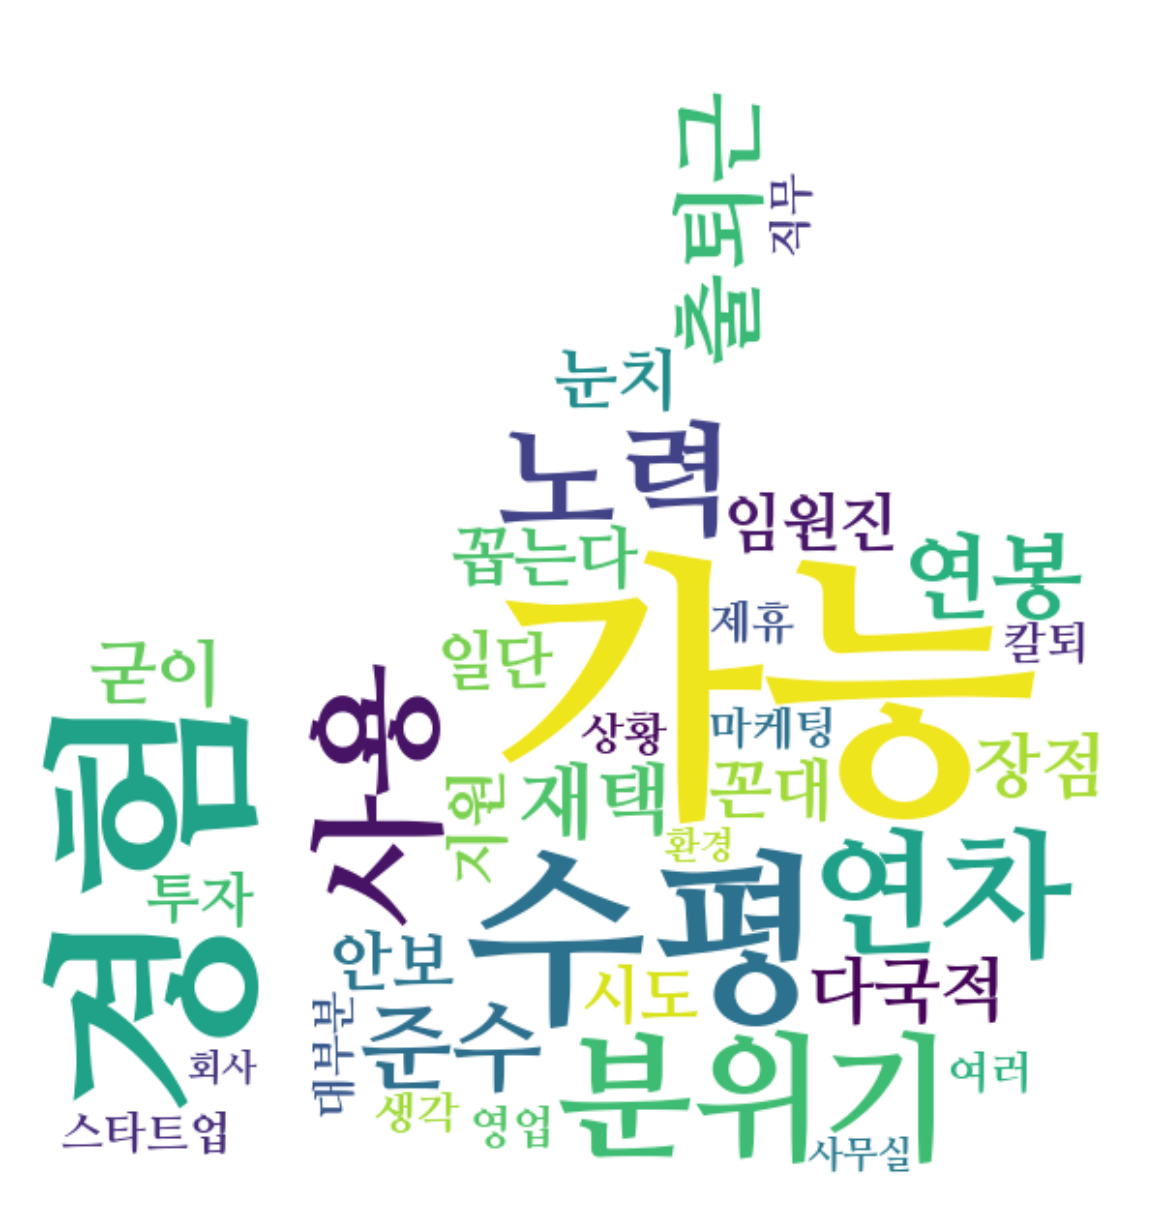 출퇴근
직무
눈치
노력
임원진
꼽는다
연봉
가능
제휴
칼퇴
굳이
일단
사용
상황
마케팅
장점
경험
재택
꼰대
지원
환경
투자
수평
연차
안보
시도
다국적
대부분
준수
분위기
회사
여러
스타트업
생각
영업
사무실